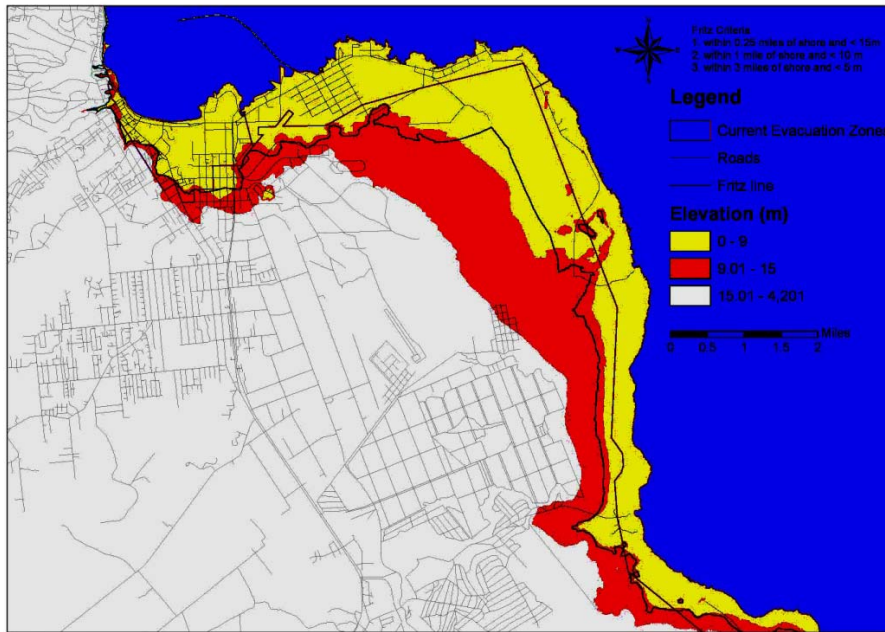 Fritz Criteria
1. within 0.25 miles of shore and < 15m
2. within 1 mile of shore and < 10 m
3. within 3 miles of shore and < 5 m
Legend
Current Evacuation Zone
Roads
Fritz line
Elevation (m)
0 - 9
9.01 - 15
15.01 - 4,201
Miles
0 0.5 1 2